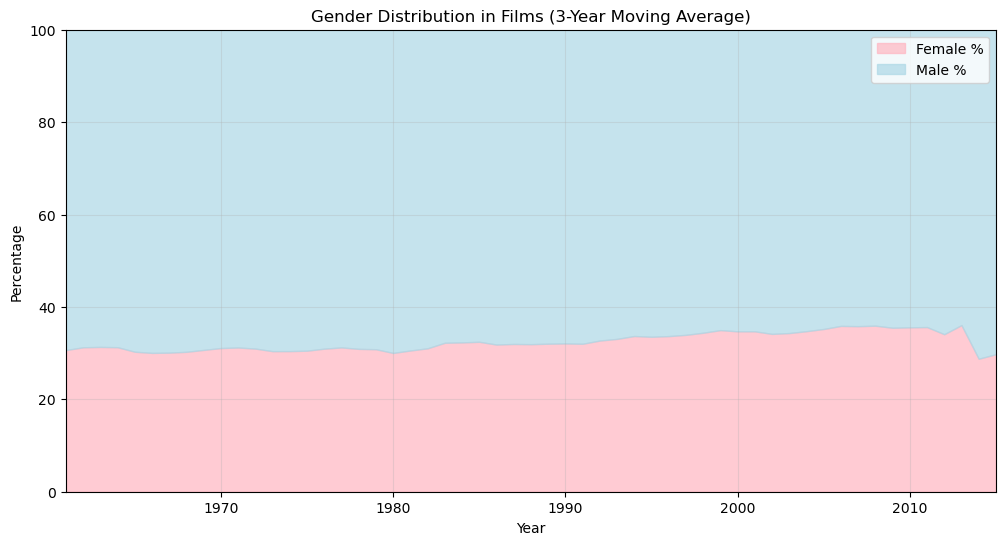 Gender Distribution in Films (3-Year Moving Average)
Female %
Male %
Percentage
100
80
60
40
20
0
1970
1980
1990
2000
2010
Year